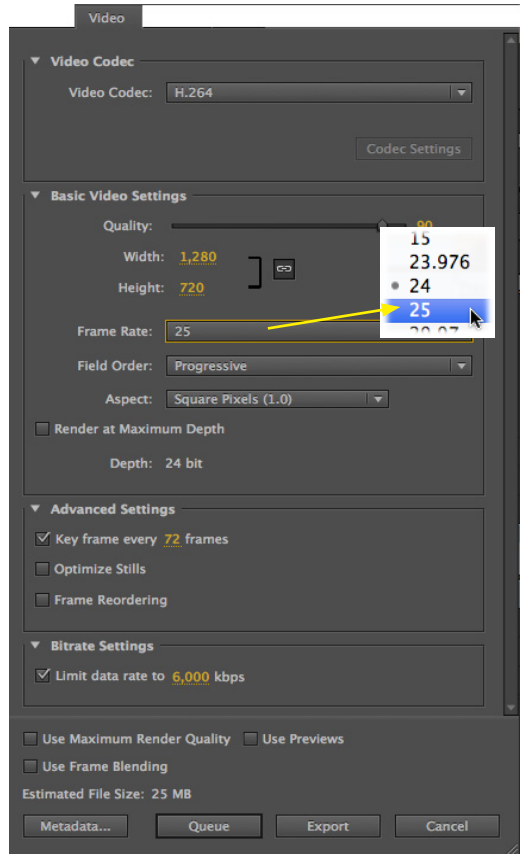 Video
Video Codec
Video Codec: H.264
Codec Settings
Basic Video Settings
Quality: 90
Width: 1,280
Height: 720
15
23.976
24
25
29.97
Frame Rate: 25
Field Order: Progressive
Aspect: Square Pixels (1.0)
Render at Maximum Depth
Depth: 24 bit
Advanced Settings
Key frame every 72 frames
Optimize Stills
Frame Reordering
Bitrate Settings
Limit data rate to 6,000 kbps
Use Maximum Render Quality Use Previews
Use Frame Blending
Estimated File Size: 25 MB
Metadata... Queue Export Cancel